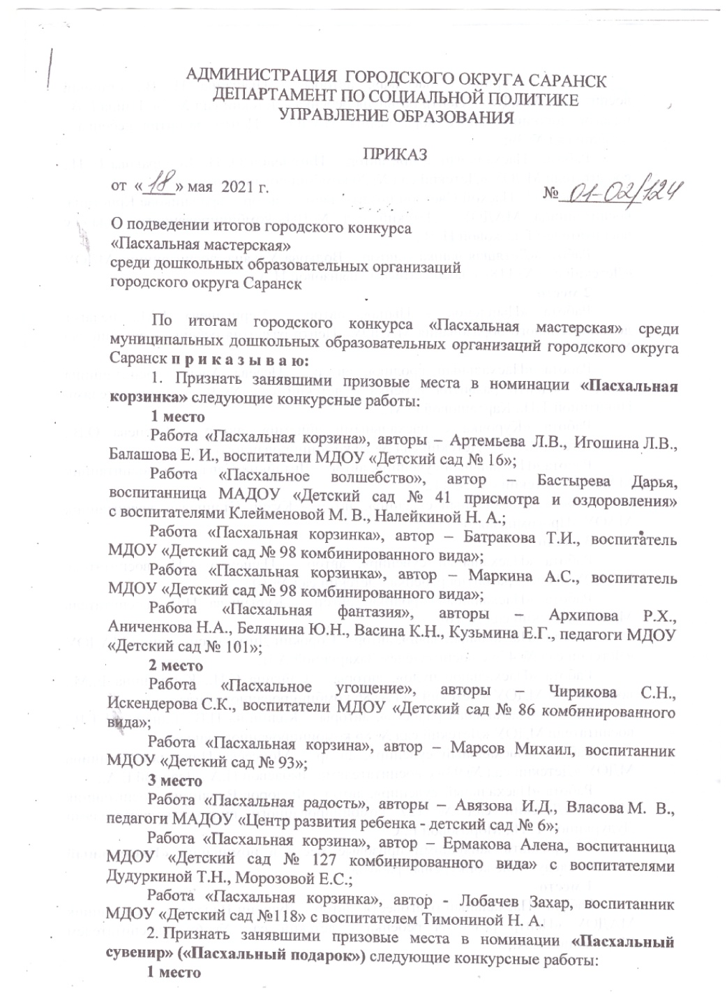 АДМИНИСТРАЦИЯ ГОРОДСКОГО ОКРУГА САРАНСК
ДЕПАРТАМЕНТ ПО СОЦИАЛЬНОЙ ПОЛИТИКЕ
УПРАВЛЕНИЕ ОБРАЗОВАНИЯ
ПРИКАЗ
от «18» мая 2021 г. № 01-02/124
О подведении итогов городского конкурса
«Пасхальная мастерская»
среди дошкольных образовательных организаций
городского округа Саранск
По итогам городского конкурса «Пасхальная мастерская» среди
муниципальных дошкольных образовательных организаций городского округа
Саранск п р и к а з ы в а ю:
1. Признать занявшими призовые места в номинации «Пасхальная
корзинка» следующие конкурсные работы:
1 место
Работа «Пасхальная корзина», авторы – Артемьева Л.В., Игошина Л.В.,
Балашова Е. И., воспитатели МДОУ «Детский сад № 16»;
Работа «Пасхальное волшебство», автор – Бастырева Дарья,
воспитанница МАДОУ «Детский сад № 41 присмотра и оздоровления»
с воспитателями Клейменовой М. В., Налейкиной Н. А.;
Работа «Пасхальная корзинка», автор – Батракова Т.И., воспитатель
МДОУ «Детский сад № 98 комбинированного вида»;
Работа «Пасхальная корзинка», автор – Маркина А.С., воспитатель
МДОУ «Детский сад № 98 комбинированного вида»;
Работа «Пасхальная фантазия», авторы – Архипова Р.Х.,
Аниченкова Н.А., Белянина Ю.Н., Васина К.Н., Кузьмина Е.Г., педагоги МДОУ
«Детский сад № 101»;
2 место
Работа «Пасхальное угощение», авторы – Чирикова С.Н.,
Искендерова С.К., воспитатели МДОУ «Детский сад № 86 комбинированного
вида»;
Работа «Пасхальная корзина», автор – Марсов Михаил, воспитанник
МДОУ «Детский сад № 93»;
3 место
Работа «Пасхальная радость», авторы – Авязова И.Д., Власова М. В.,
педагоги МАДОУ «Центр развития ребенка - детский сад № 6»;
Работа «Пасхальная корзина», автор – Ермакова Алена, воспитанница
МДОУ «Детский сад № 127 комбинированного вида» с воспитателями
Дудуркиной Т.Н., Морозовой Е.С.;
Работа «Пасхальная корзинка», автор - Лобачев Захар, воспитанник
МДОУ «Детский сад №118» с воспитателем Тимониной Н. А.
2. Признать занявшими призовые места в номинации «Пасхальный
сувенир» («Пасхальный подарок») следующие конкурсные работы:
1 место